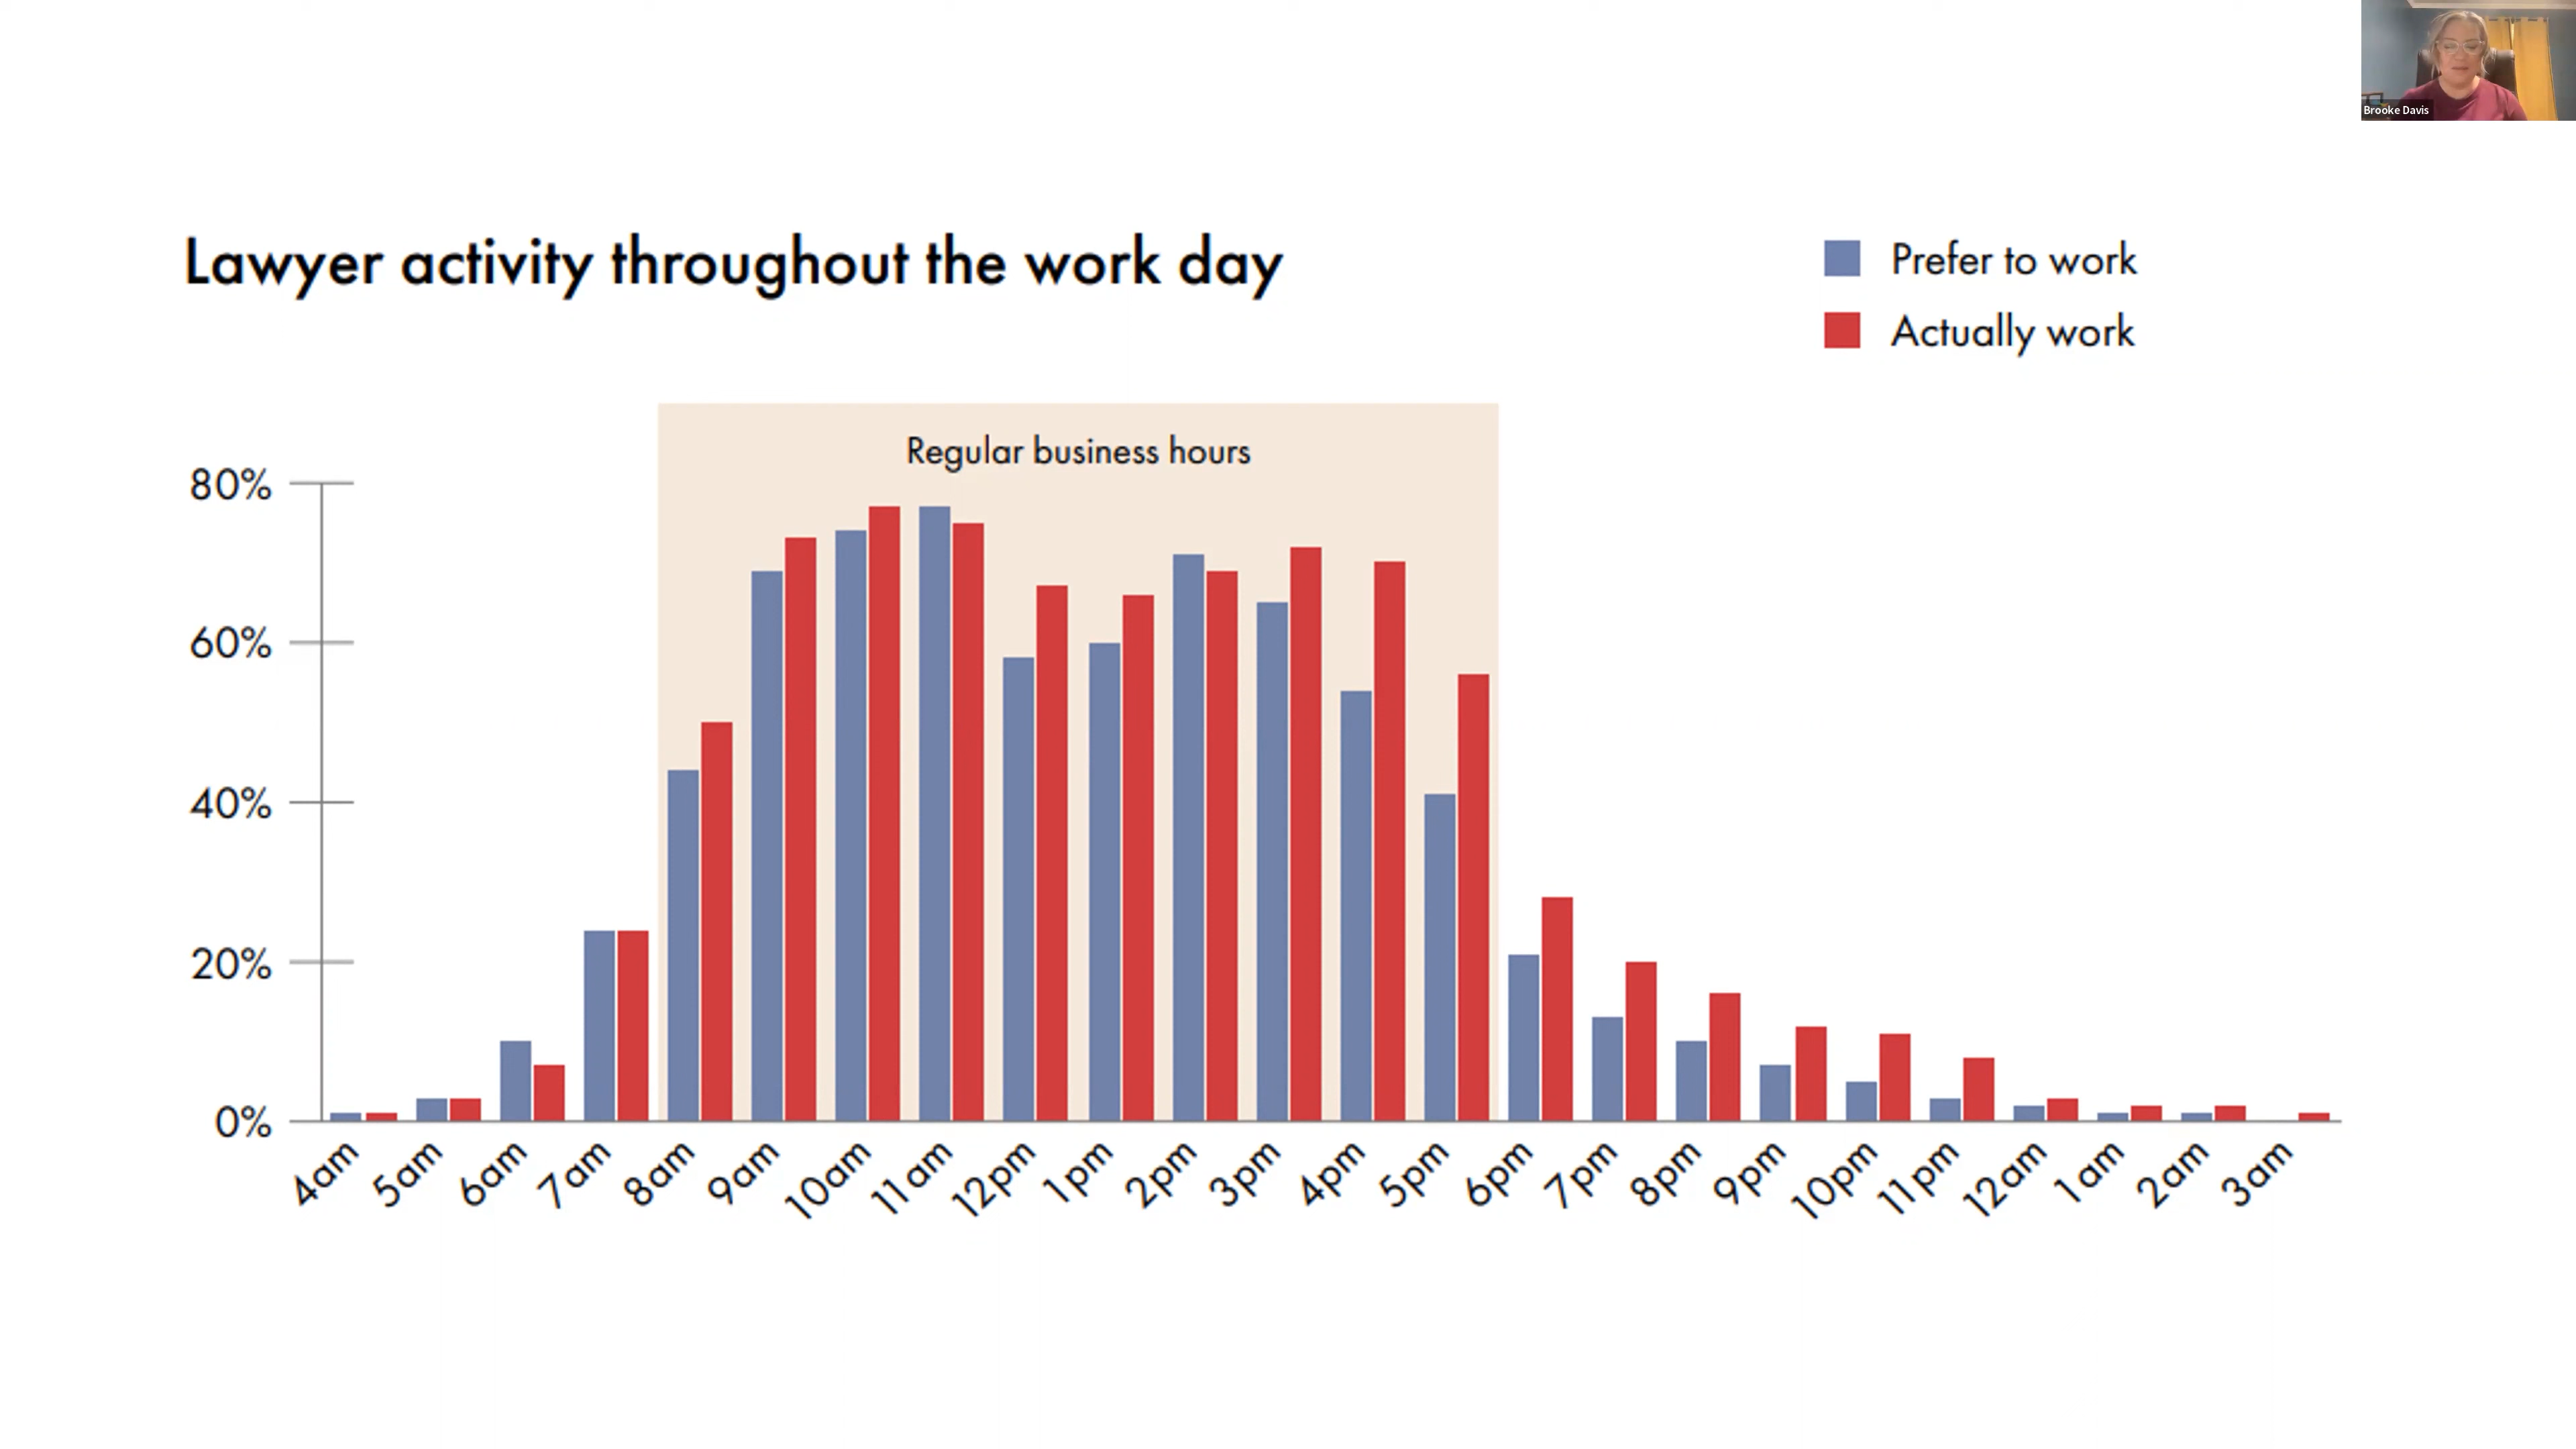 Brooke Davis
Lawyer activity throughout the work day
Prefer to work
Actually work
Regular business hours
80%
60%
40%
20%
0%
4am
5am
6am
7am
8am
9am
10am
11am
12pm
1pm
2pm
3pm
4pm
5pm
6pm
7pm
8pm
9pm
10pm
11pm
12am
1am
2am
3am